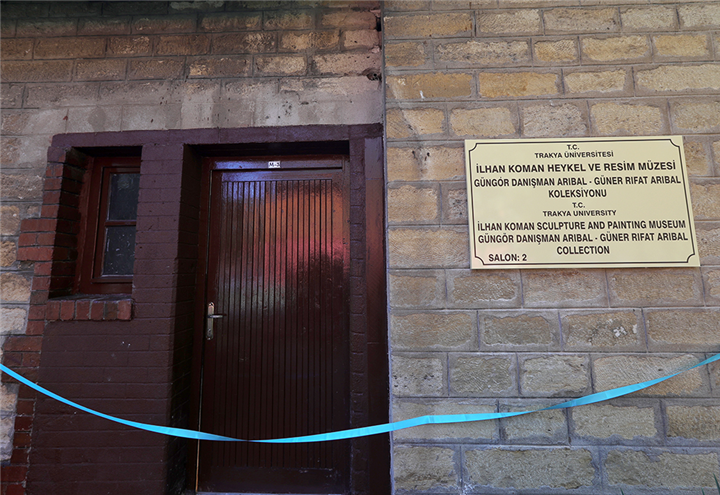 M-5
T.C.
TRAKYA ÜNİVERSİTESİ
İLHAN KOMAN HEYKEL VE RESİM MÜZESİ
GÜNGÖR DANIŞMAN ARIBAL - GÜNER RIFAT ARIBAL
KOLEKSİYONU
T.C.
TRAKYA UNIVERSITY
İLHAN KOMAN SCULPTURE AND PAINTING MUSEUM
GÜNGÖR DANIŞMAN ARIBAL - GÜNER RIFAT ARIBAL
COLLECTION
SALON: 2